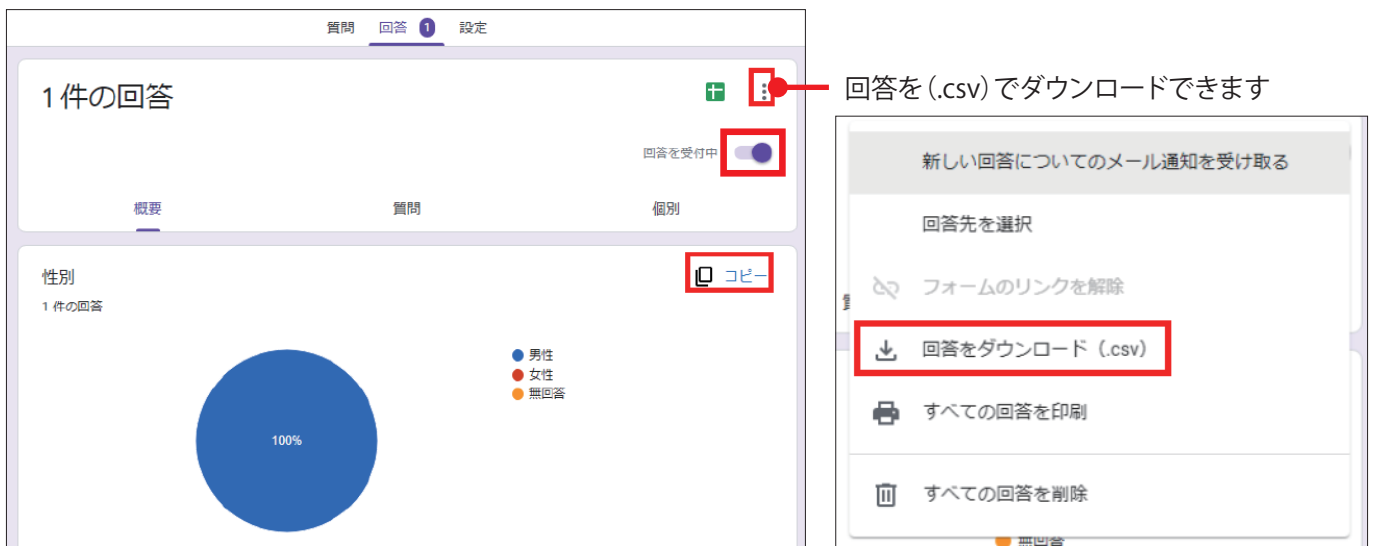 質問 回答 1 設定
1 件の回答
回答を(.csv)でダウンロードできます
回答を受付中
概要 質問 個別
性別
コピー
1 件の回答
男性
女性
無回答
100%
新しい回答についてのメール通知を受け取る
回答先を選択
フォームのリンクを解除
回答をダウンロード (.csv)
すべての回答を印刷
すべての回答を削除
無回答